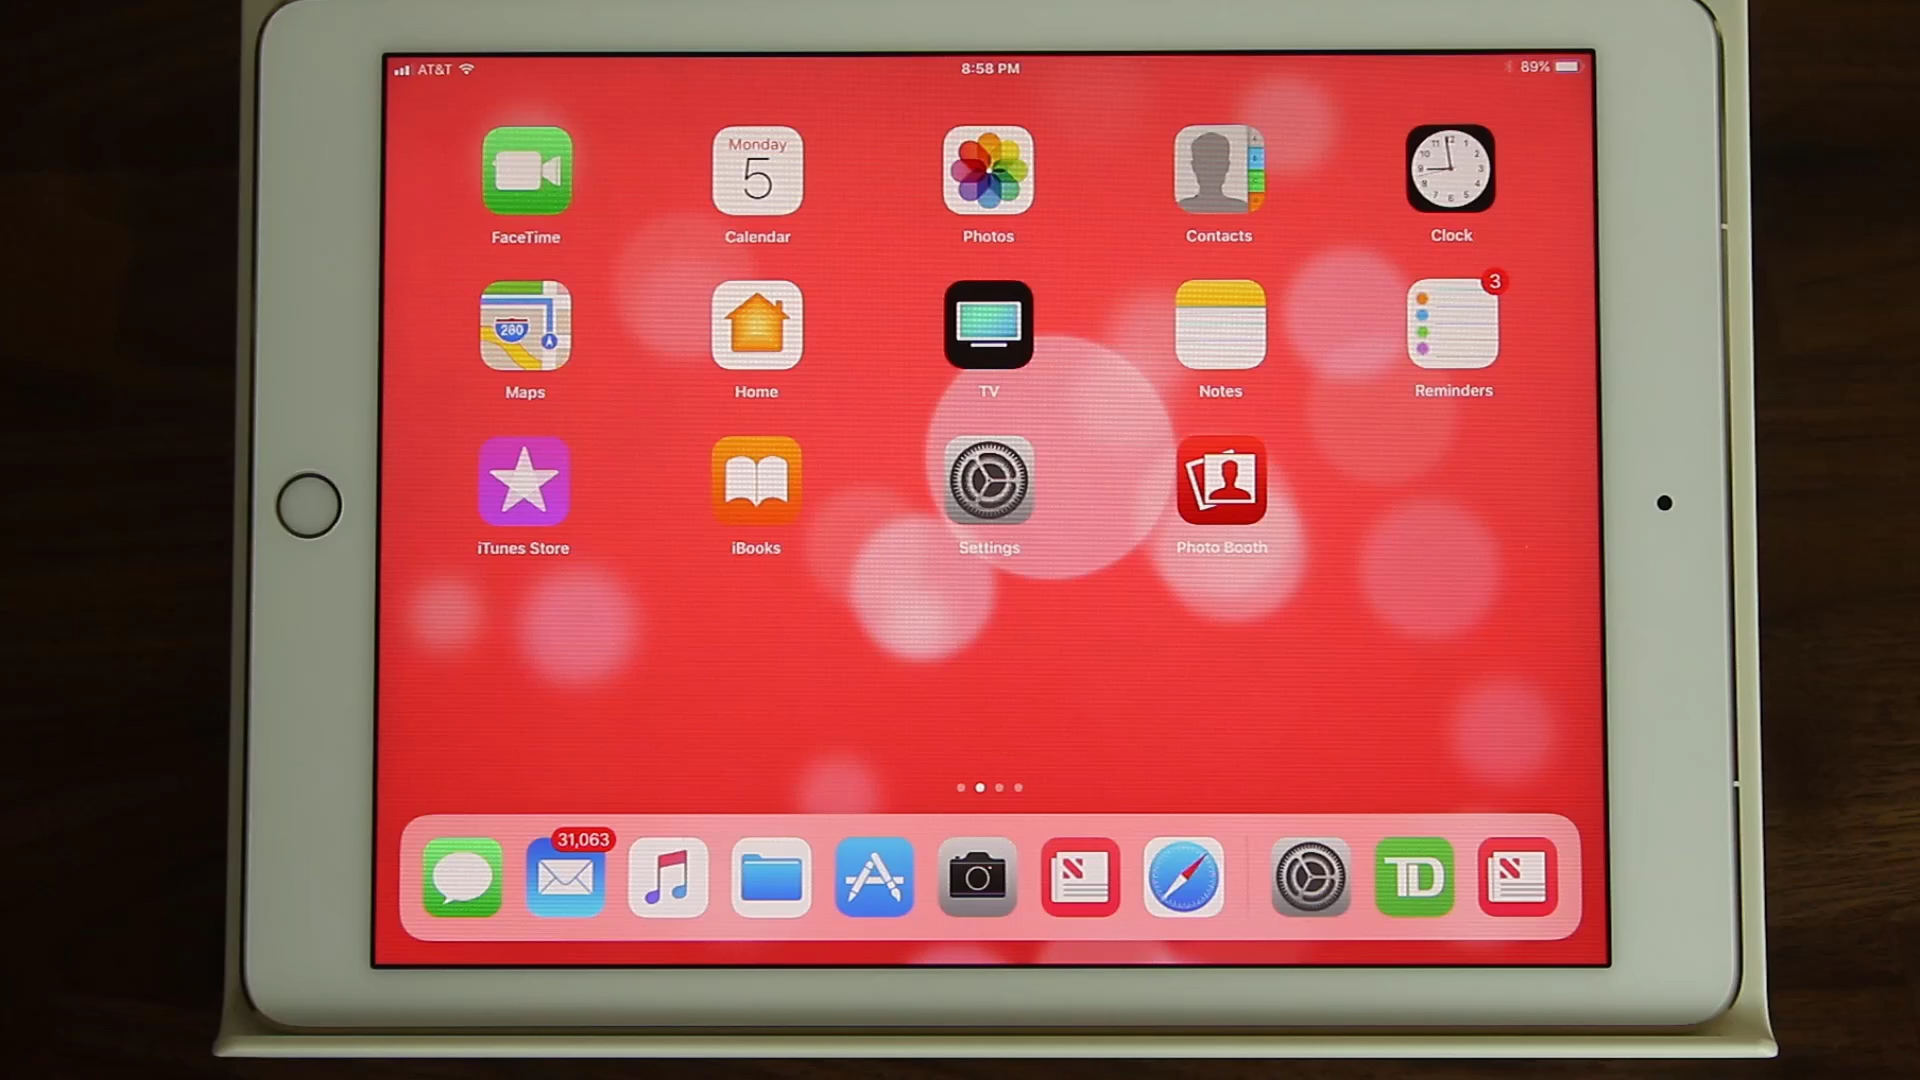 AT&T
8:58 PM
89%
Monday
5
FaceTime
Calendar
Photos
Contacts
Clock
280
3
Maps
Home
TV
Notes
Reminders
iTunes Store
iBooks
Settings
Photo Booth
31,063
TD